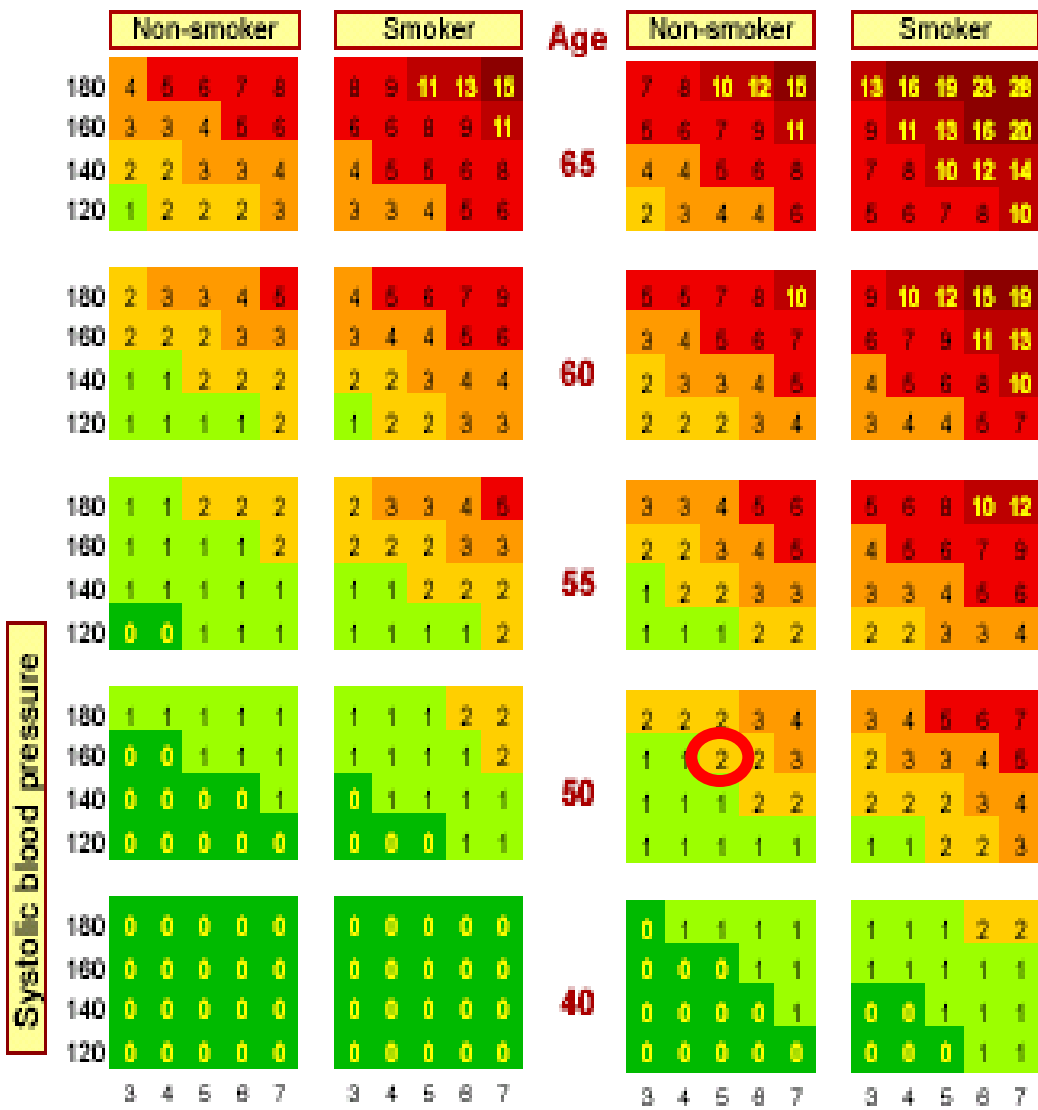 Non-smoker Smoker Age Non-smoker Smoker
180 4 5 6 7 8 8 9 11 13 15 7 8 10 12 15 13 16 19 23 28
160 3 3 4 5 6 6 6 8 9 11 5 6 7 9 11 9 11 13 16 20
65
140 2 2 3 3 4 4 5 5 6 8 4 4 5 6 8 7 8 10 12 14
120 1 2 2 2 3 3 3 4 5 6 2 3 4 4 6 5 6 7 8 10
180 2 3 3 4 5 4 5 6 7 9 5 5 7 8 10 9 10 12 15 19
160 2 2 2 3 3 3 4 4 5 6 3 4 5 6 7 6 7 9 11 13
60
140 1 1 2 2 2 2 2 3 4 4 2 3 3 4 5 4 5 6 8 10
120 1 1 1 1 2 1 2 2 3 3 2 2 2 3 4 3 4 4 5 7
180 1 1 2 2 2 2 3 3 4 5 3 3 4 5 6 5 6 8 10 12
160 1 1 1 1 2 2 2 2 3 3 2 2 3 4 5 4 5 6 7 9
55
140 1 1 1 1 1 1 1 2 2 2 1 2 2 3 3 3 3 4 5 6
120 0 0 1 1 1 1 1 1 1 2 1 1 1 2 2 2 2 3 3 4
Systolic blood pressure
180 1 1 1 1 1 1 1 1 2 2 2 2 2 3 4 3 4 5 6 7
160 0 0 1 1 1 1 1 1 1 2 1 1 2 2 3 2 3 3 4 5
50
140 0 0 0 0 1 0 1 1 1 1 1 1 1 2 2 2 2 2 3 4
120 0 0 0 0 0 0 0 0 1 1 1 1 1 1 1 1 1 2 2 3
180 0 0 0 0 0 0 0 0 0 0 0 1 1 1 1 1 1 1 2 2
160 0 0 0 0 0 0 0 0 0 0 0 0 0 1 1 1 1 1 1 1
40
140 0 0 0 0 0 0 0 0 0 0 0 0 0 0 1 0 0 1 1 1
120 0 0 0 0 0 0 0 0 0 0 0 0 0 0 0 0 0 0 1 1
3 4 5 6 7 3 4 5 6 7 3 4 5 6 7 3 4 5 6 7